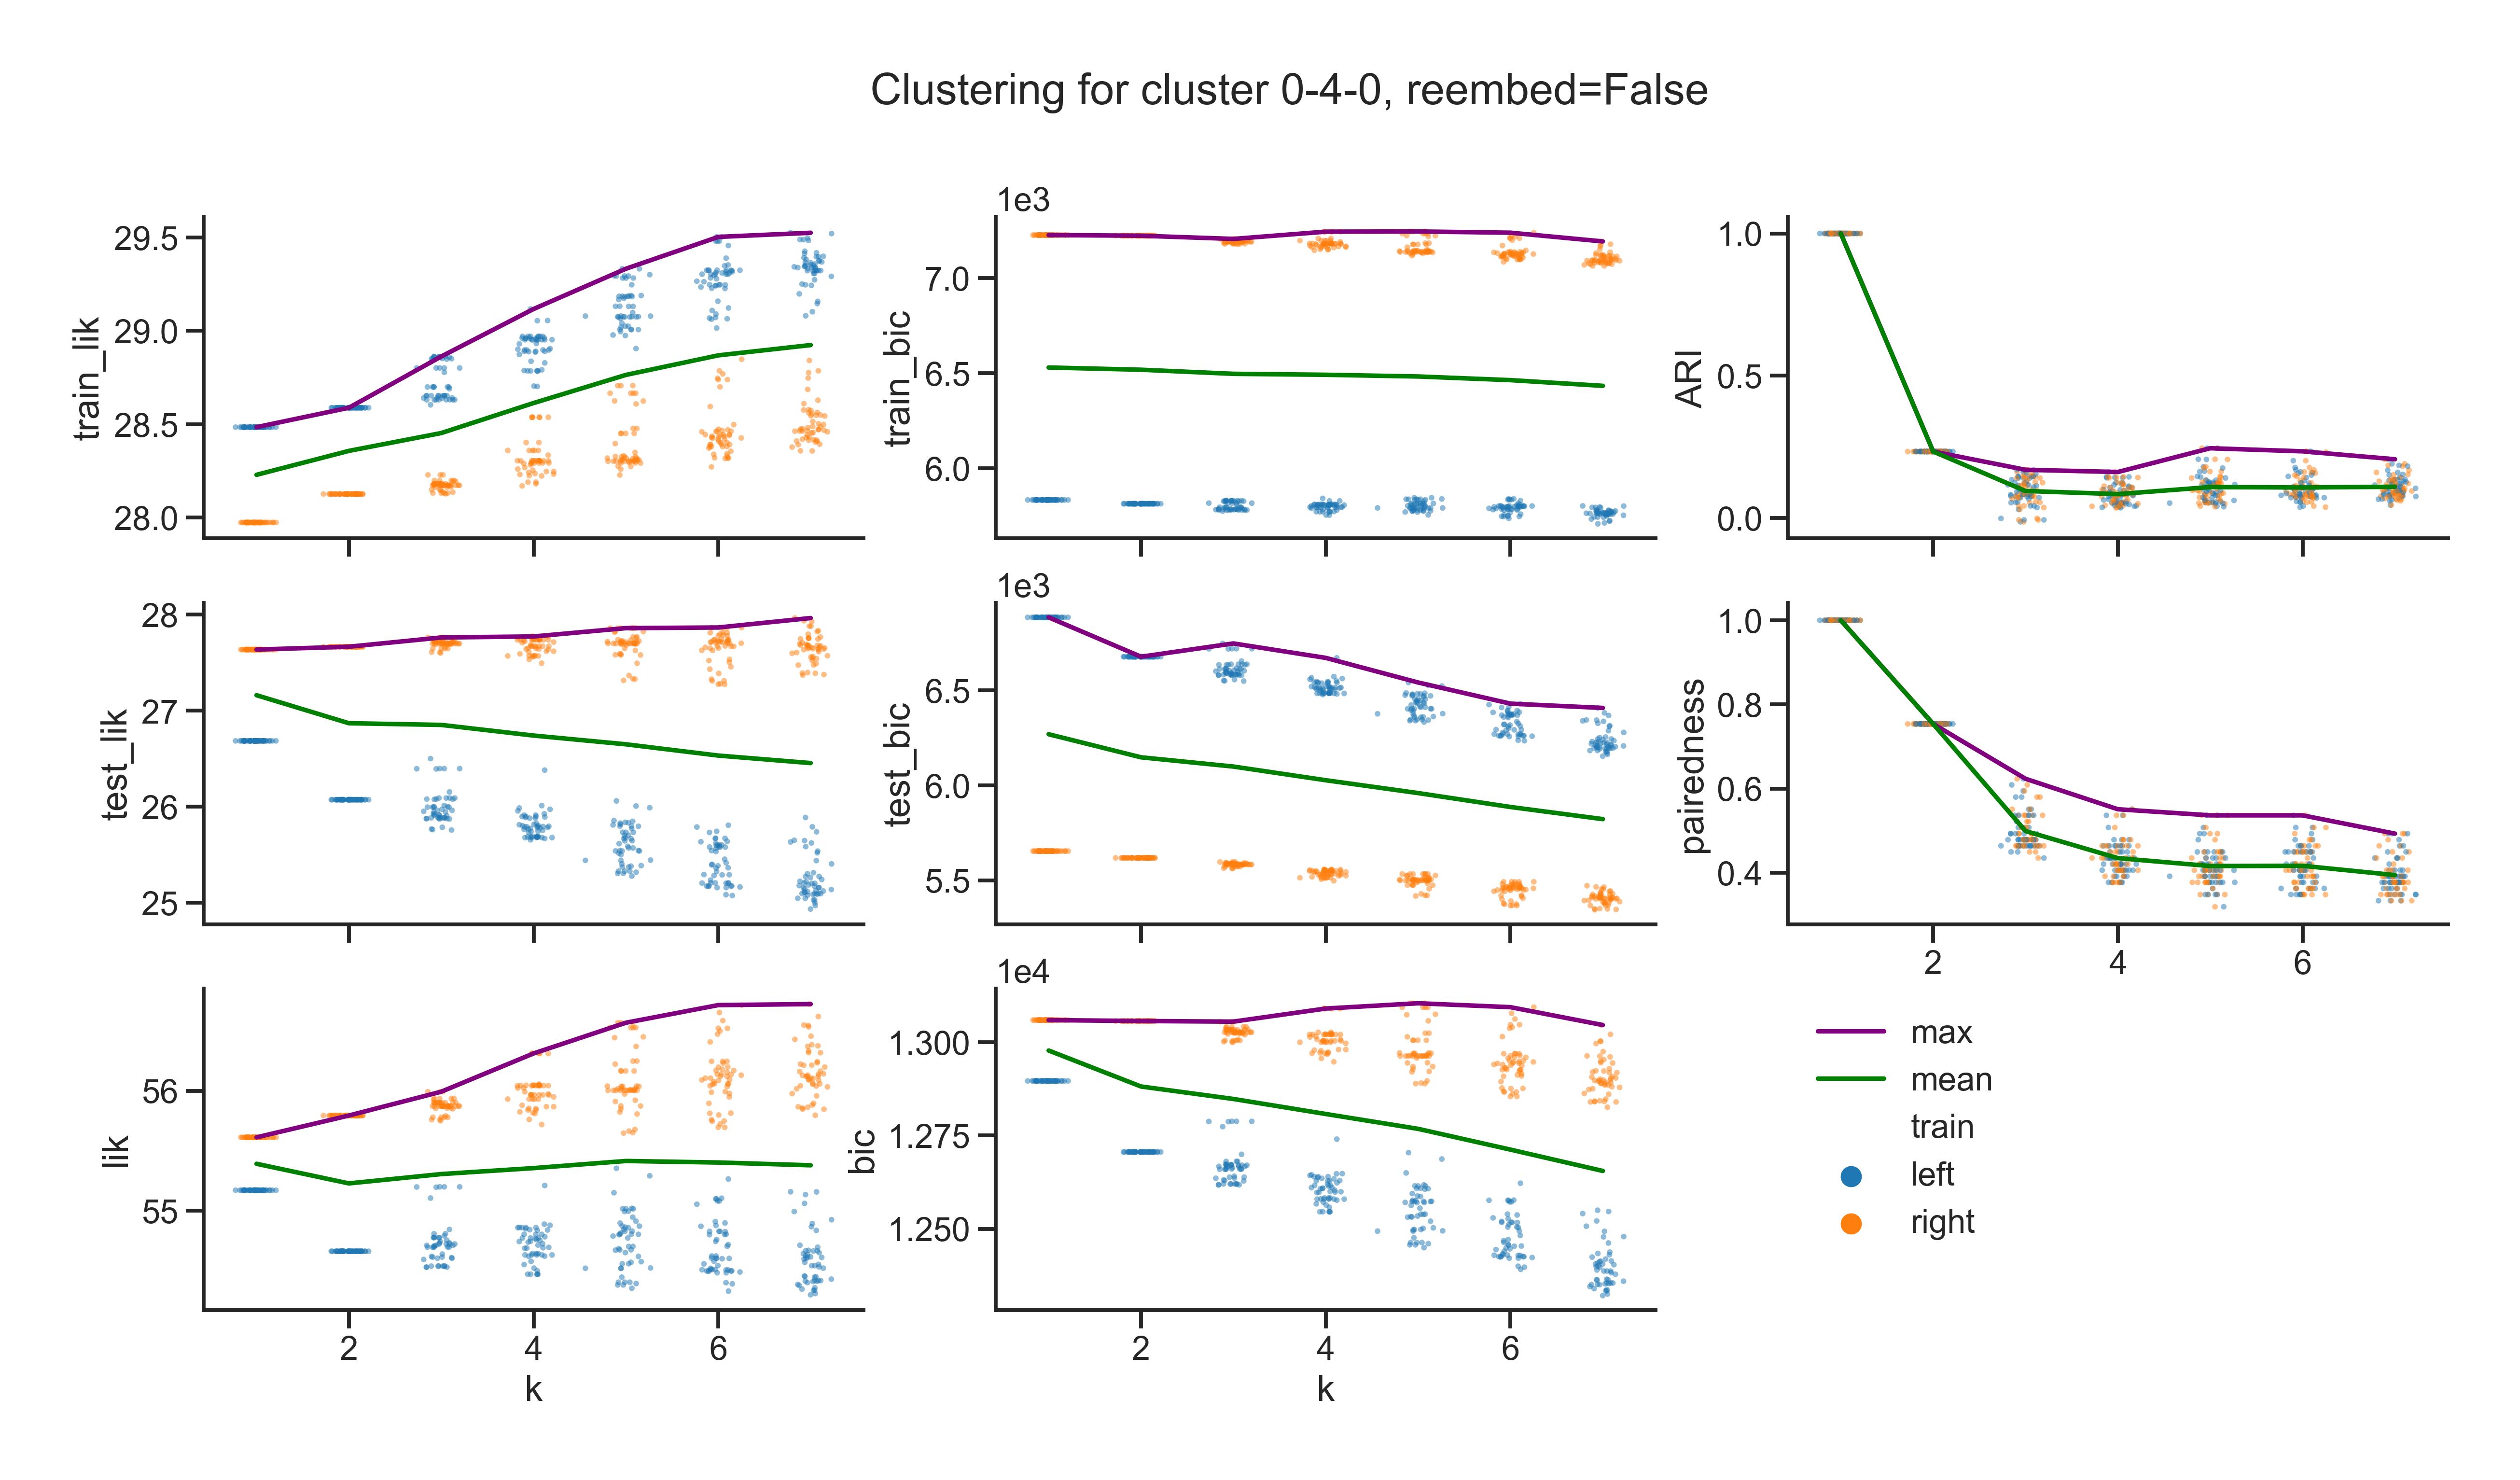 Clustering for cluster 0-4-0, reembed=False
train_lik
29.5
29.0
28.5
28.0
1e3
train_bic
7.0
6.5
6.0
ARI
1.0
0.5
0.0
test_lik
28
27
26
25
1e3
test_bic
6.5
6.0
5.5
pairedness
1.0
0.8
0.6
0.4
2
4
6
lik
56
55
2
4
6
k
1e4
bic
1.300
1.275
1.250
2
4
6
k
max
mean
train
left
right